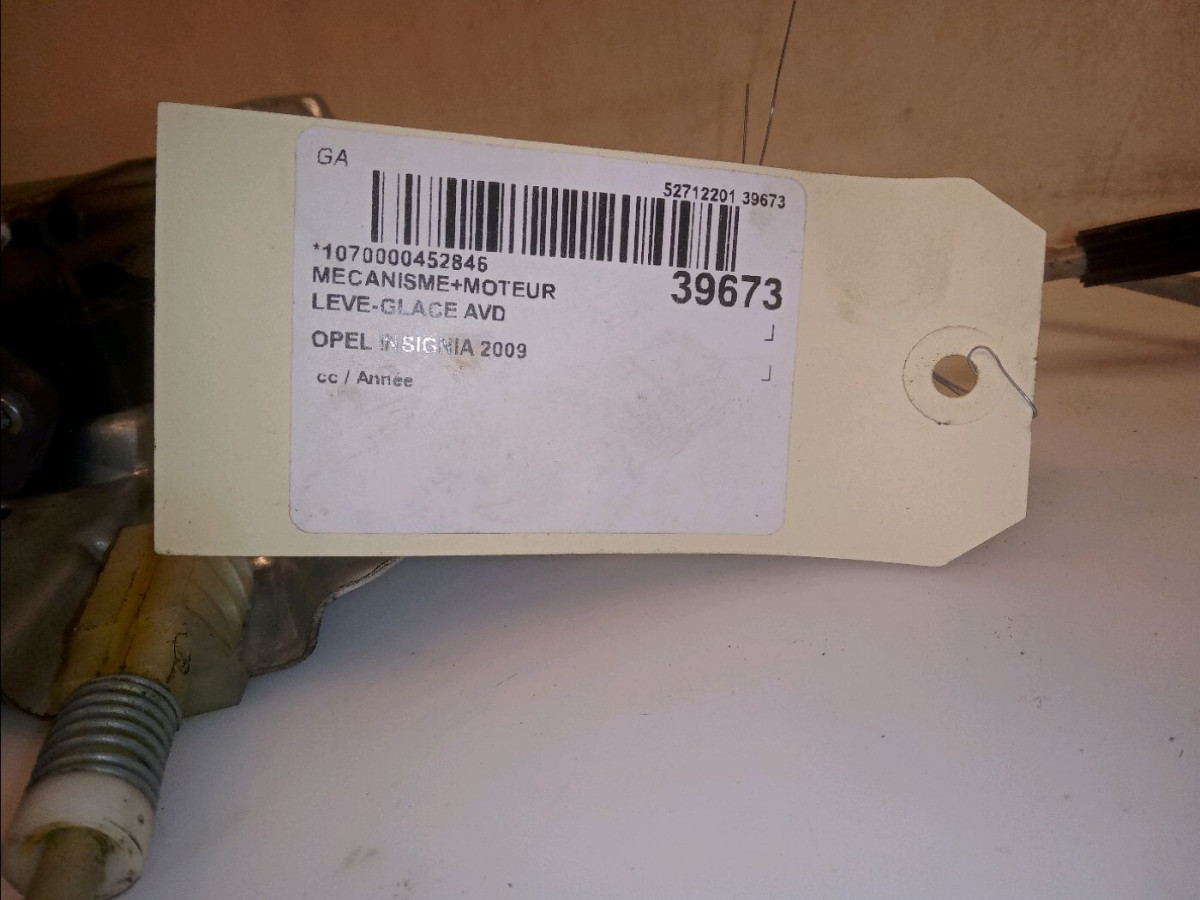 GA
52712201 39673
*1070000452846
39673
MECANISME+MOTEUR
LEVE-GLACE AVD
OPEL INSIGNIA 2009
cc / Année